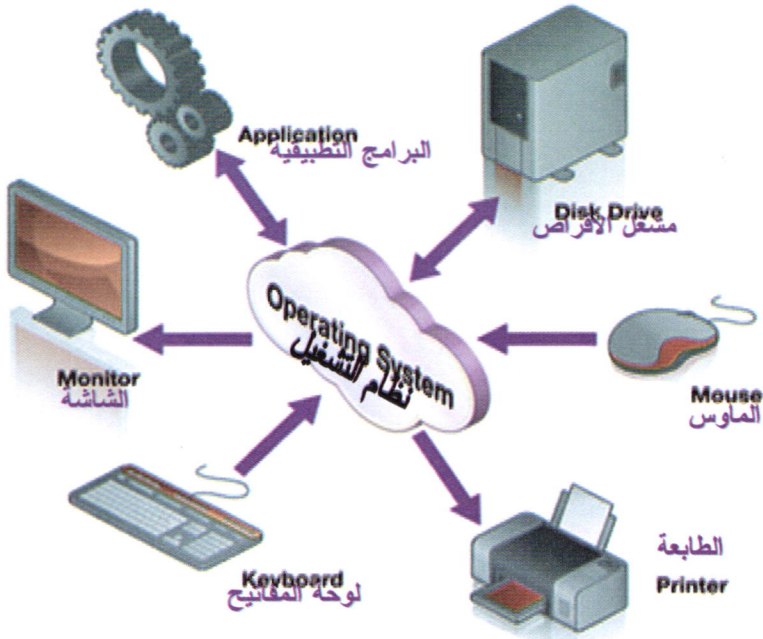 Application
البرامج التطبيقية
Disk Drive
مشغل الاقراص
Operating System
نظام التشغيل
Monitor
الشاشة
Mouse
الماوس
Keyboard
لوحة المفاتيح
الطابعة
Printer